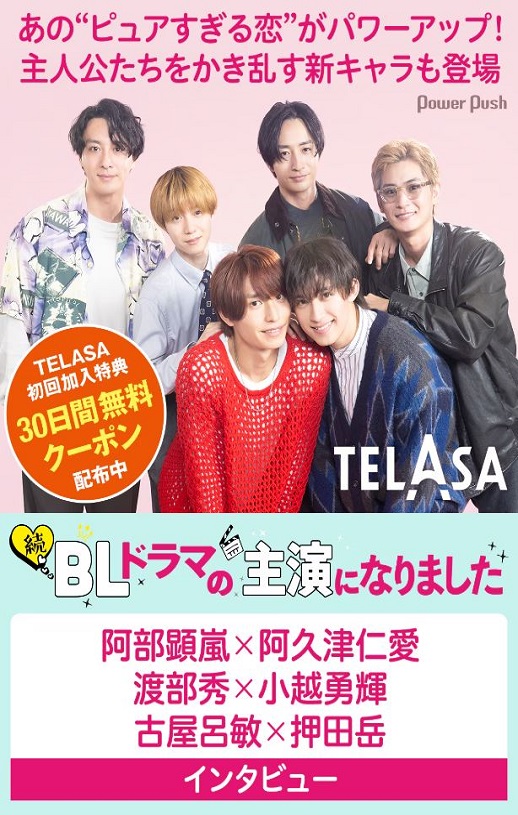 あの“ピュアすぎる恋”がパワーアップ!
主人公たちをかき乱す新キャラも登場
Power Push
TELASA
初回加入特典
30日間無料
クーポン
配布中
TELASA
続
BLドラマの主演になりました
阿部顕嵐×阿久津仁愛
渡部秀×小越勇輝
古屋呂敏×押田岳
インタビュー